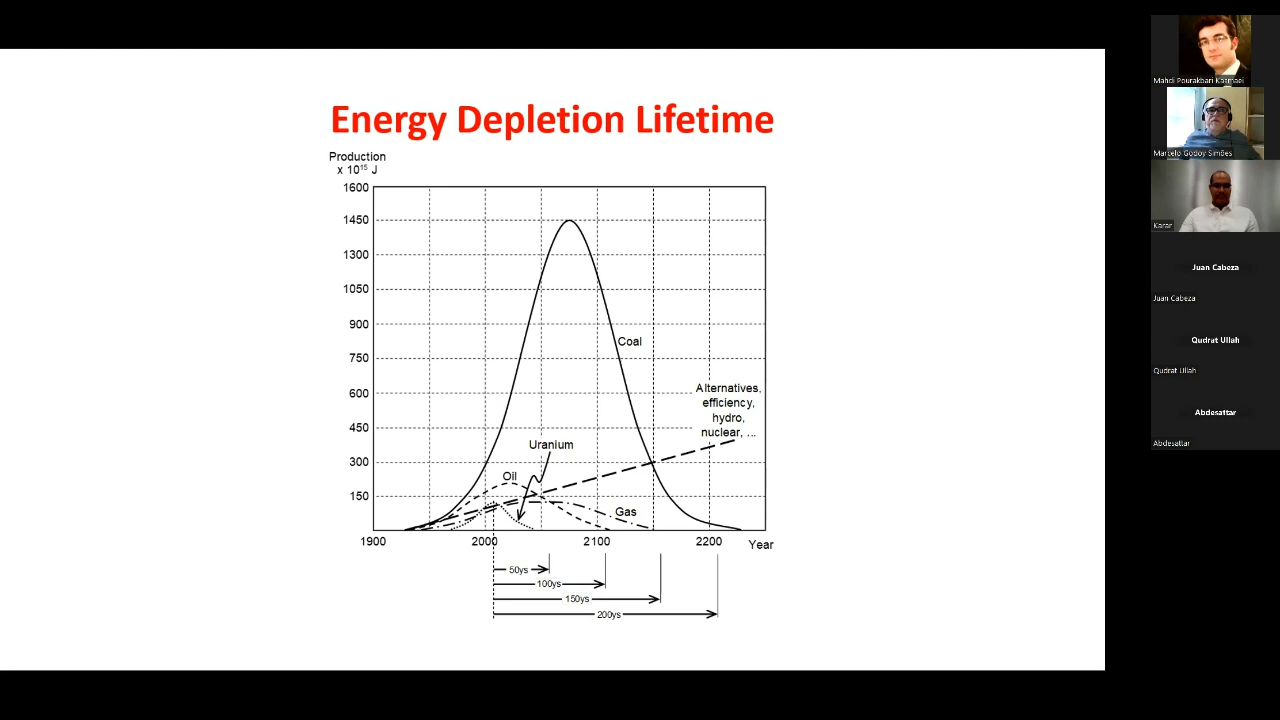 Energy Depletion Lifetime
Production
x 10¹⁵ J
1600
1450
1300
1050
900
750
600
450
300
150
Coal
Alternatives,
efficiency,
hydro,
nuclear, ...
Uranium
Oil
Gas
1900
2000
2100
2200
Year
50ys
100ys
150ys
200ys
Mahdi Pourakbari Kasmaei
Marcelo Godoy Simões
Karar
Juan Cabeza
Juan Cabeza
Qudrat Ullah
Qudrat Ullah
Abdesattar
Abdesattar